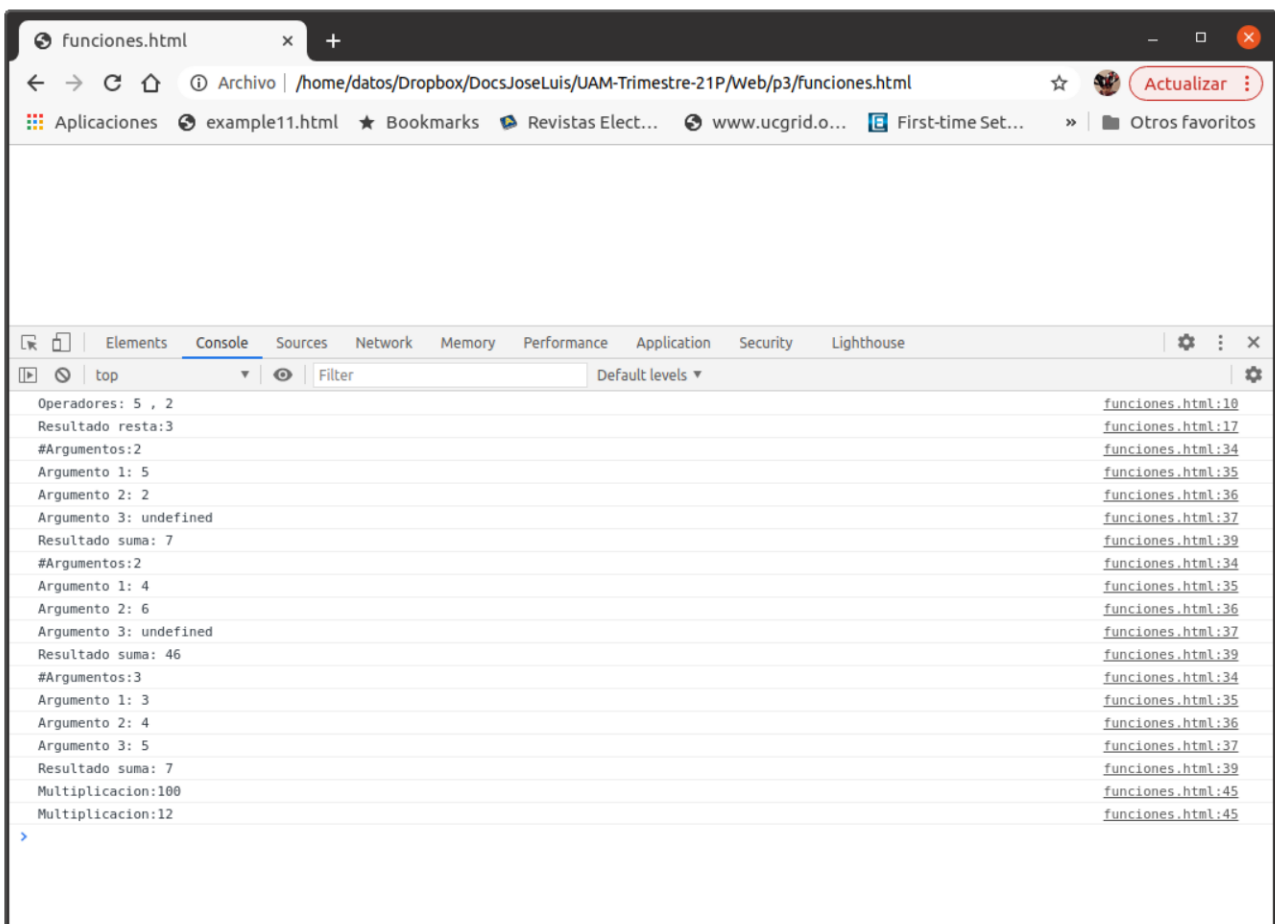 funciones.html
Archivo /home/datos/Dropbox/DocsJoseLuis/UAM-Trimestre-21P/Web/p3/funciones.html Actualizar
Aplicaciones example11.html Bookmarks Revistas Elect... www.ucgrid.o... First-time Set... » Otros favoritos
Elements Console Sources Network Memory Performance Application Security Lighthouse
top Filter Default levels
Operadores: 5 , 2 funciones.html:10
Resultado resta:3 funciones.html:17
#Argumentos:2 funciones.html:34
Argumento 1: 5 funciones.html:35
Argumento 2: 2 funciones.html:36
Argumento 3: undefined funciones.html:37
Resultado suma: 7 funciones.html:39
#Argumentos:2 funciones.html:34
Argumento 1: 4 funciones.html:35
Argumento 2: 6 funciones.html:36
Argumento 3: undefined funciones.html:37
Resultado suma: 46 funciones.html:39
#Argumentos:3 funciones.html:34
Argumento 1: 3 funciones.html:35
Argumento 2: 4 funciones.html:36
Argumento 3: 5 funciones.html:37
Resultado suma: 7 funciones.html:39
Multiplicacion:100 funciones.html:45
Multiplicacion:12 funciones.html:45